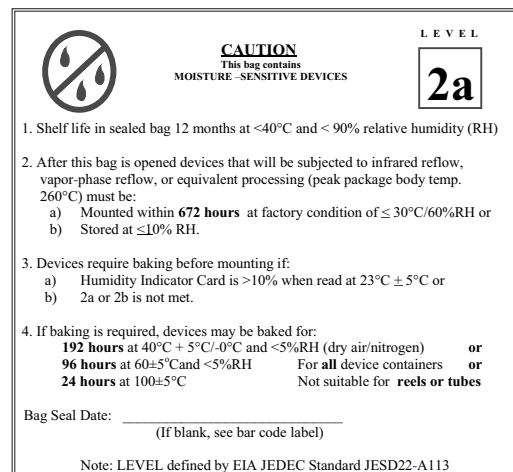 LEVEL
CAUTION
This bag contains
MOISTURE –SENSITIVE DEVICES
2a
1. Shelf life in sealed bag 12 months at <40°C and < 90% relative humidity (RH)
2. After this bag is opened devices that will be subjected to infrared reflow,
vapor-phase reflow, or equivalent processing (peak package body temp.
260°C) must be:
a) Mounted within 672 hours at factory condition of ≤ 30°C/60%RH or
b) Stored at ≤10% RH.
3. Devices require baking before mounting if:
a) Humidity Indicator Card is >10% when read at 23°C ± 5°C or
b) 2a or 2b is not met.
4. If baking is required, devices may be baked for:
192 hours at 40°C + 5°C/-0°C and <5%RH (dry air/nitrogen) or
96 hours at 60±5°Cand <5%RH For all device containers or
24 hours at 100±5°C Not suitable for reels or tubes
Bag Seal Date: ______________________________
(If blank, see bar code label)
Note: LEVEL defined by EIA JEDEC Standard JESD22-A113